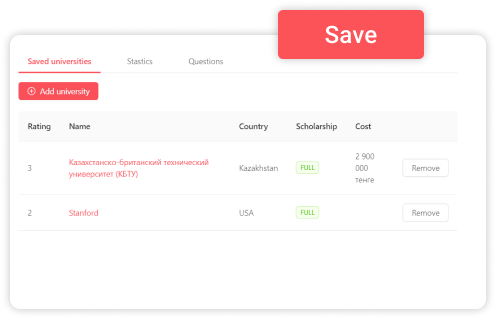 Save
Saved universities Stastics Questions
Add university
Rating Name Country Scholarship Cost
3 Казахстанско-британский технический университет (КБТУ) Kazakhstan FULL 2 900 000 тенге Remove
2 Stanford USA FULL Remove